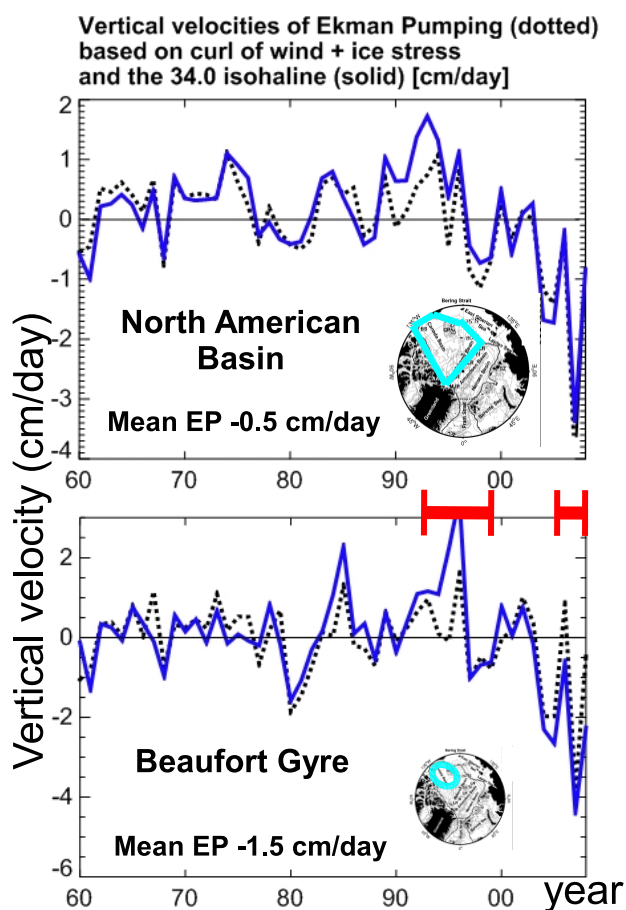 Vertical velocities of Ekman Pumping (dotted)
based on curl of wind + ice stress
and the 34.0 isohaline (solid) [cm/day]
Vertical velocity (cm/day)
2
1
0
-1
-2
-3
-4
North American
Basin
Mean EP -0.5 cm/day
Bering Strait
0°
60 70 80 90 00
2
0
-2
-4
-6
Beaufort Gyre
Mean EP -1.5 cm/day
60 70 80 90 00 year